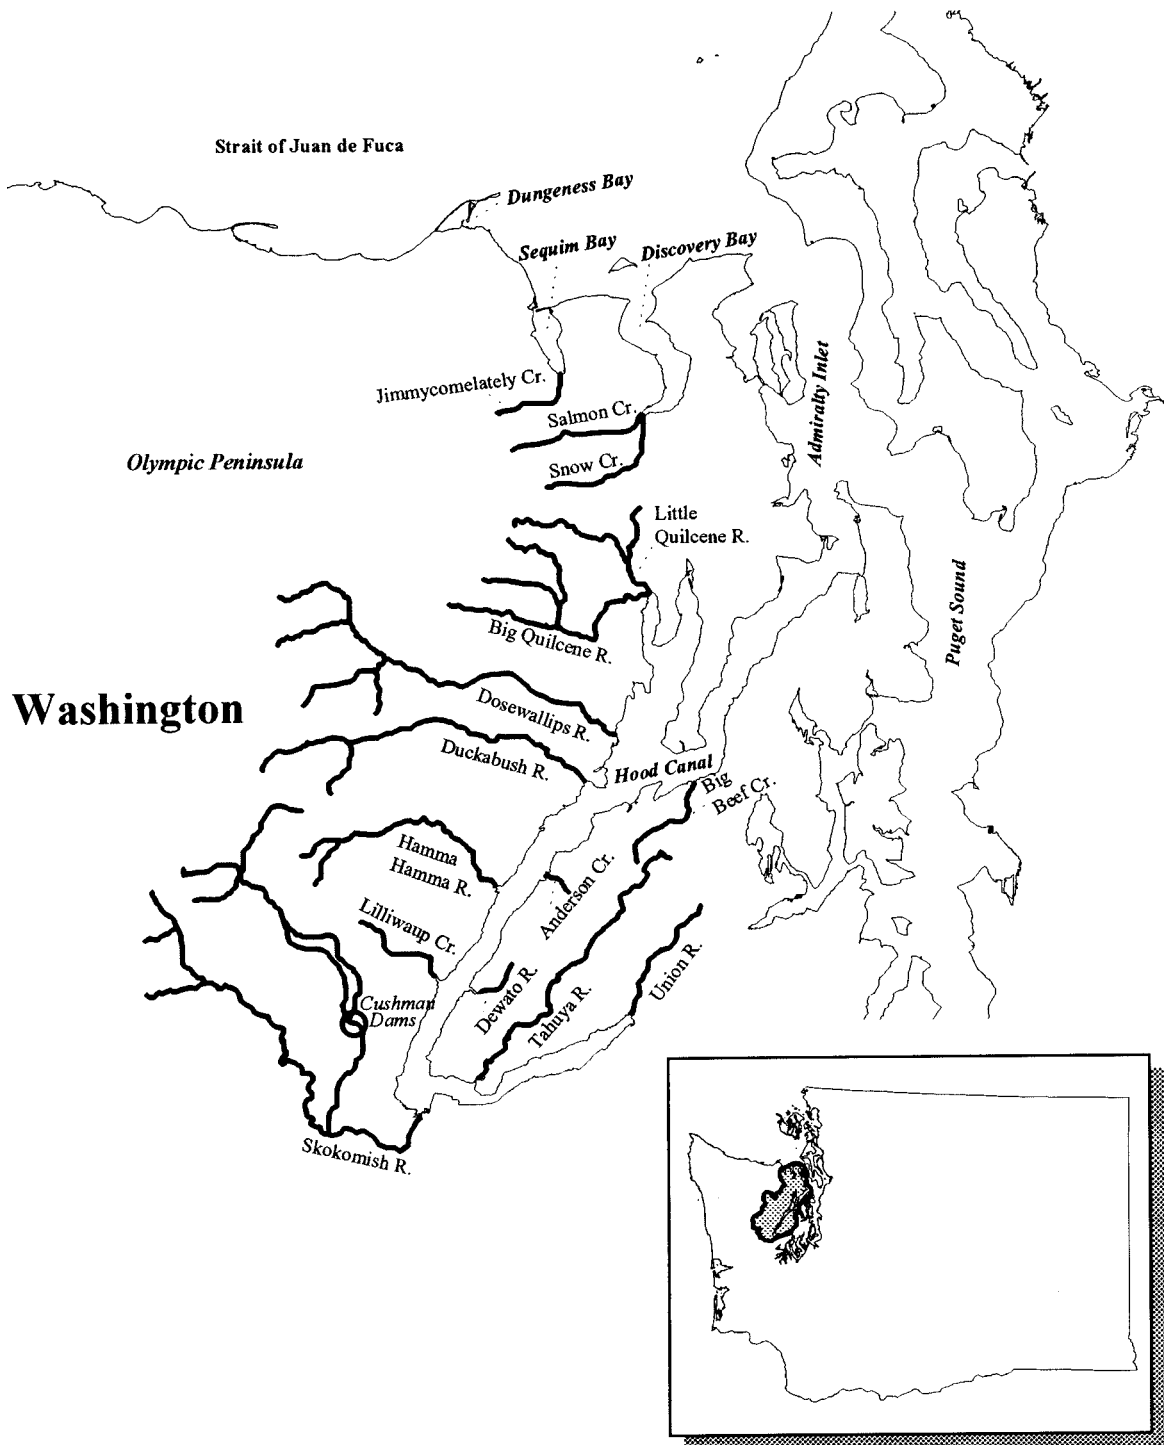 Strait of Juan de Fuca
Dungeness Bay
Sequim Bay
Discovery Bay
Jimmycomelately Cr.
Salmon Cr.
Admiralty Inlet
Olympic Peninsula
Snow Cr.
Little
Quilcene R.
Puget Sound
Big Quilcene R.
Washington
Dosewallips R.
Duckabush R.
Hood Canal
Big
Beef Cr.
Hamma
Hamma R.
Anderson Cr.
Lilliwaup Cr.
Union R.
Dewato R.
Tahuya R.
Cushman
Dams
Skokomish R.